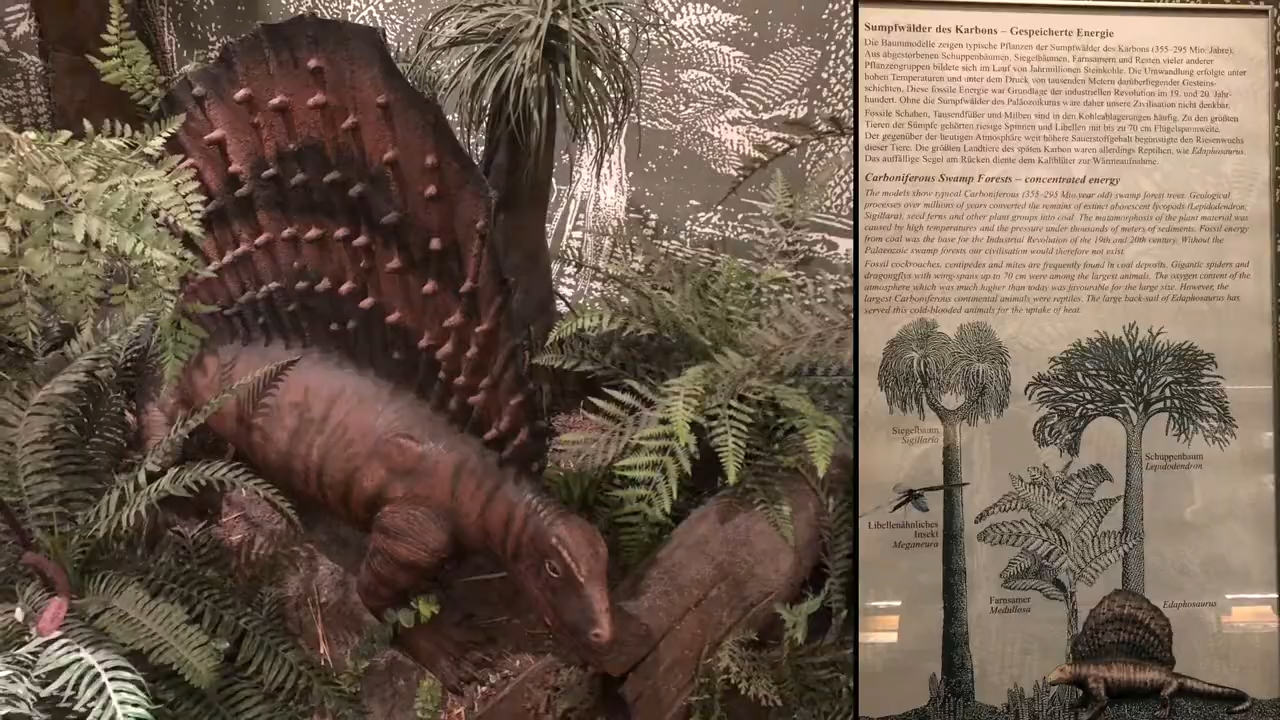 Sumpfwälder des Karbons – Gespeicherte Energie
Die Baummodelle zeigen typische Pflanzen der Sumpfwälder des Karbons (355–295 Mio. Jahre).
Aus abgestorbenen Schuppenbäumen, Siegelbäumen, Farnsamern und Resten vieler anderer
Pflanzengruppen bildete sich im Lauf von Jahrmillionen Steinkohle. Die Umwandlung erfolgte unter
hohen Temperaturen und unter dem Druck von tausenden Metern darüberliegender Gesteins-
schichten. Diese fossile Energie war Grundlage der industriellen Revolution im 19. und 20. Jahr-
hundert. Ohne die Sumpfwälder des Paläozoikums wäre daher unsere Zivilisation nicht denkbar.
Fossile Schaben, Tausendfüßer und Milben sind in den Kohleablagerungen häufig. Zu den größten
Tieren der Sümpfe gehörten riesige Spinnen und Libellen mit bis zu 70 cm Flügelspannweite.
Der gegenüber der heutigen Atmosphäre weit höhere Sauerstoffgehalt begünstigte den Riesenwuchs
dieser Tiere. Die größten Landtiere des späten Karbon waren allerdings Reptilien, wie Edaphosaurus.
Das auffällige Segel am Rücken diente dem Kaltblüter zur Wärmeaufnahme.
Carboniferous Swamp Forests – concentrated energy
The models show typical Carboniferous (355–295 Mio year old) swamp forest trees. Geological
processes over millions of years converted the remains of extinct aborescent lycopods (Lepidodendron,
Sigillara), seed ferns and other plant groups into coal. The metamorphosis of the plant material was
caused by high temperatures and the pressure under thousands of meters of sediments. Fossil energy
from coal was the base for the Industrial Revolution of the 19th and 20th century. Without the
Palaeozoic swamp forests our civilisation would therefore not exist.
Fossil cockroaches, centipedes and mites are frequently found in coal deposits. Gigantic spiders and
dragonflys with wing-spans up to 70 cm were among the largest animals. The oxygen content of the
atmosphere which was much higher than today was favourable for the large size. However, the
largest Carboniferous continental animals were reptiles. The large back-sail of Edaphosaurus has
served this cold-blooded animals for the uptake of heat.
Siegelbaum
Sigillaria
Schuppenbaum
Lepidodendron
Libellenähnliches
Insekt
Meganeura
Farnsamer
Medullosa
Edaphosaurus